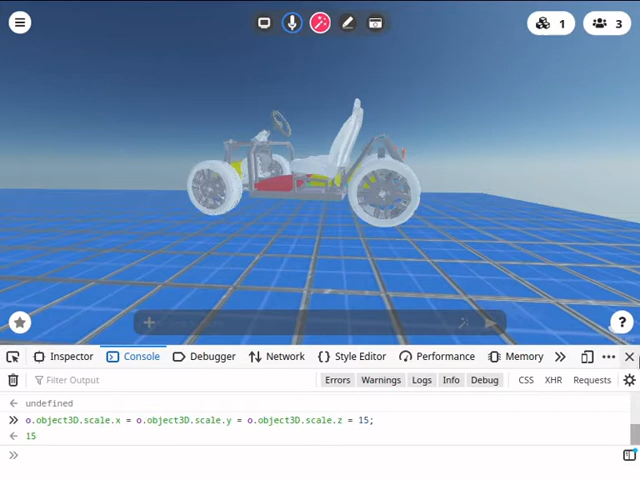 1
3
?
Inspector
Console
Debugger
Network
Style Editor
Performance
Memory
Filter Output
Errors
Warnings
Logs
Info
Debug
CSS
XHR
Requests
undefined
o.object3D.scale.x = o.object3D.scale.y = o.object3D.scale.z = 15;
15